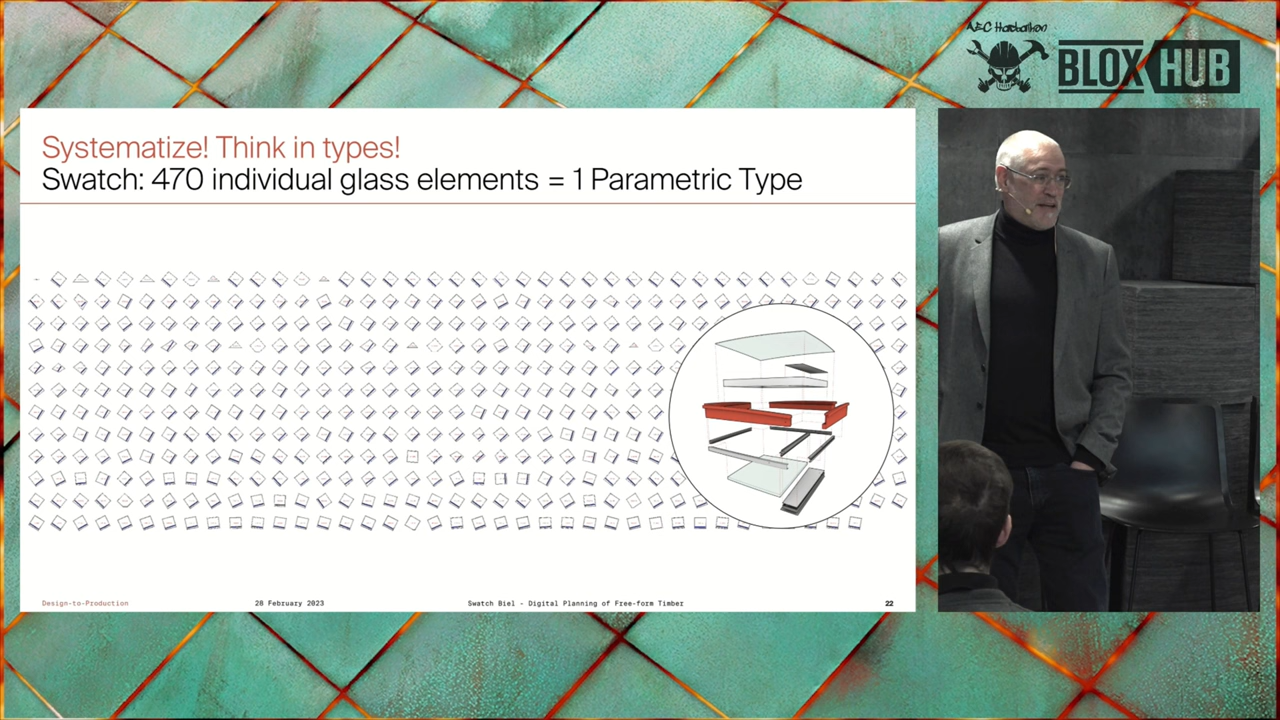 AEC Hackathon
BLOX HUB
Systematize! Think in types!
Swatch: 470 individual glass elements = 1 Parametric Type
Design-to-Production
28 February 2023
Swatch Biel - Digital Planning of Free-form Timber
22